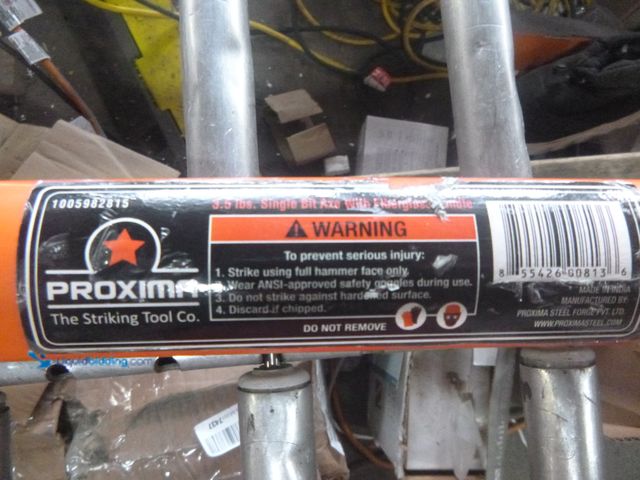 1005982815
3.5 lbs. Single Bit Axe with Fiberglass Handle
PROXIMA
The Striking Tool Co.
WARNING
To prevent serious injury:
1. Strike using full hammer face only.
2. Wear ANSI-approved safety goggles during use.
3. Do not strike against hardened surface.
4. Discard if chipped.
DO NOT REMOVE
8 55426 00813 6
MADE IN INDIA
MANUFACTURED BY:
PROXIMA STEEL FORGE PVT. LTD.
WWW.PROXIMASTEEL.COM
liquidbidding.com